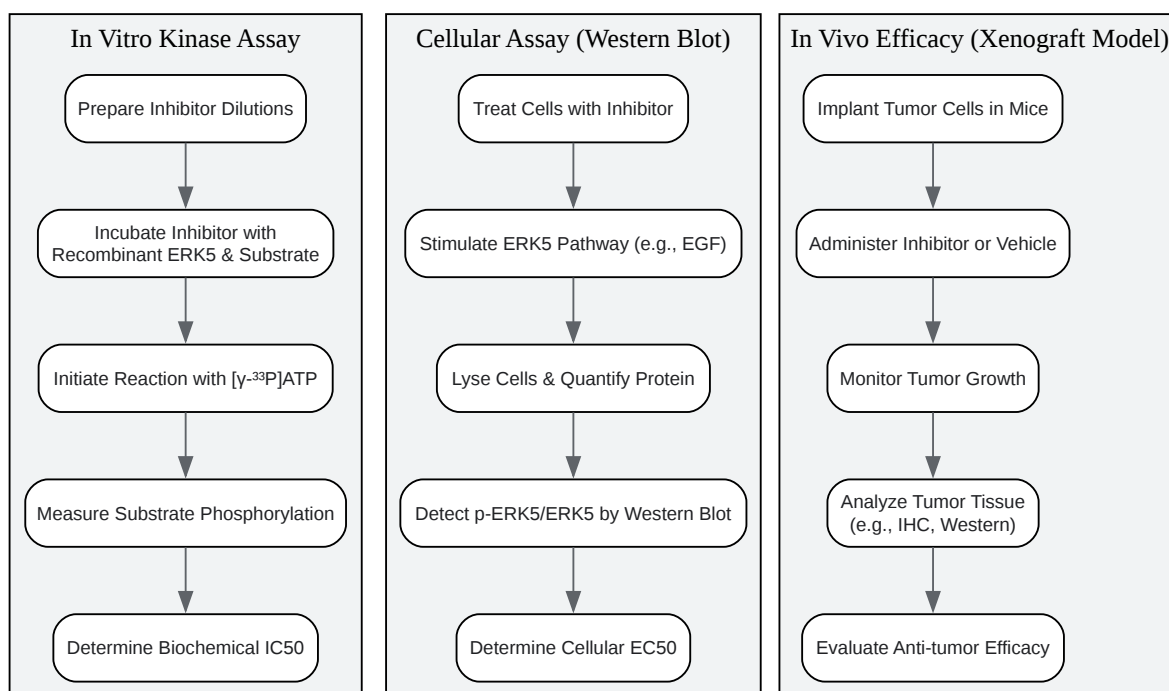 In Vitro Kinase Assay
Prepare Inhibitor Dilutions
Incubate Inhibitor with
Recombinant ERK5 & Substrate
Initiate Reaction with [γ-³³P]ATP
Measure Substrate Phosphorylation
Determine Biochemical IC50
Cellular Assay (Western Blot)
Treat Cells with Inhibitor
Stimulate ERK5 Pathway (e.g., EGF)
Lyse Cells & Quantify Protein
Detect p-ERK5/ERK5 by Western Blot
Determine Cellular EC50
In Vivo Efficacy (Xenograft Model)
Implant Tumor Cells in Mice
Administer Inhibitor or Vehicle
Monitor Tumor Growth
Analyze Tumor Tissue
(e.g., IHC, Western)
Evaluate Anti-tumor Efficacy